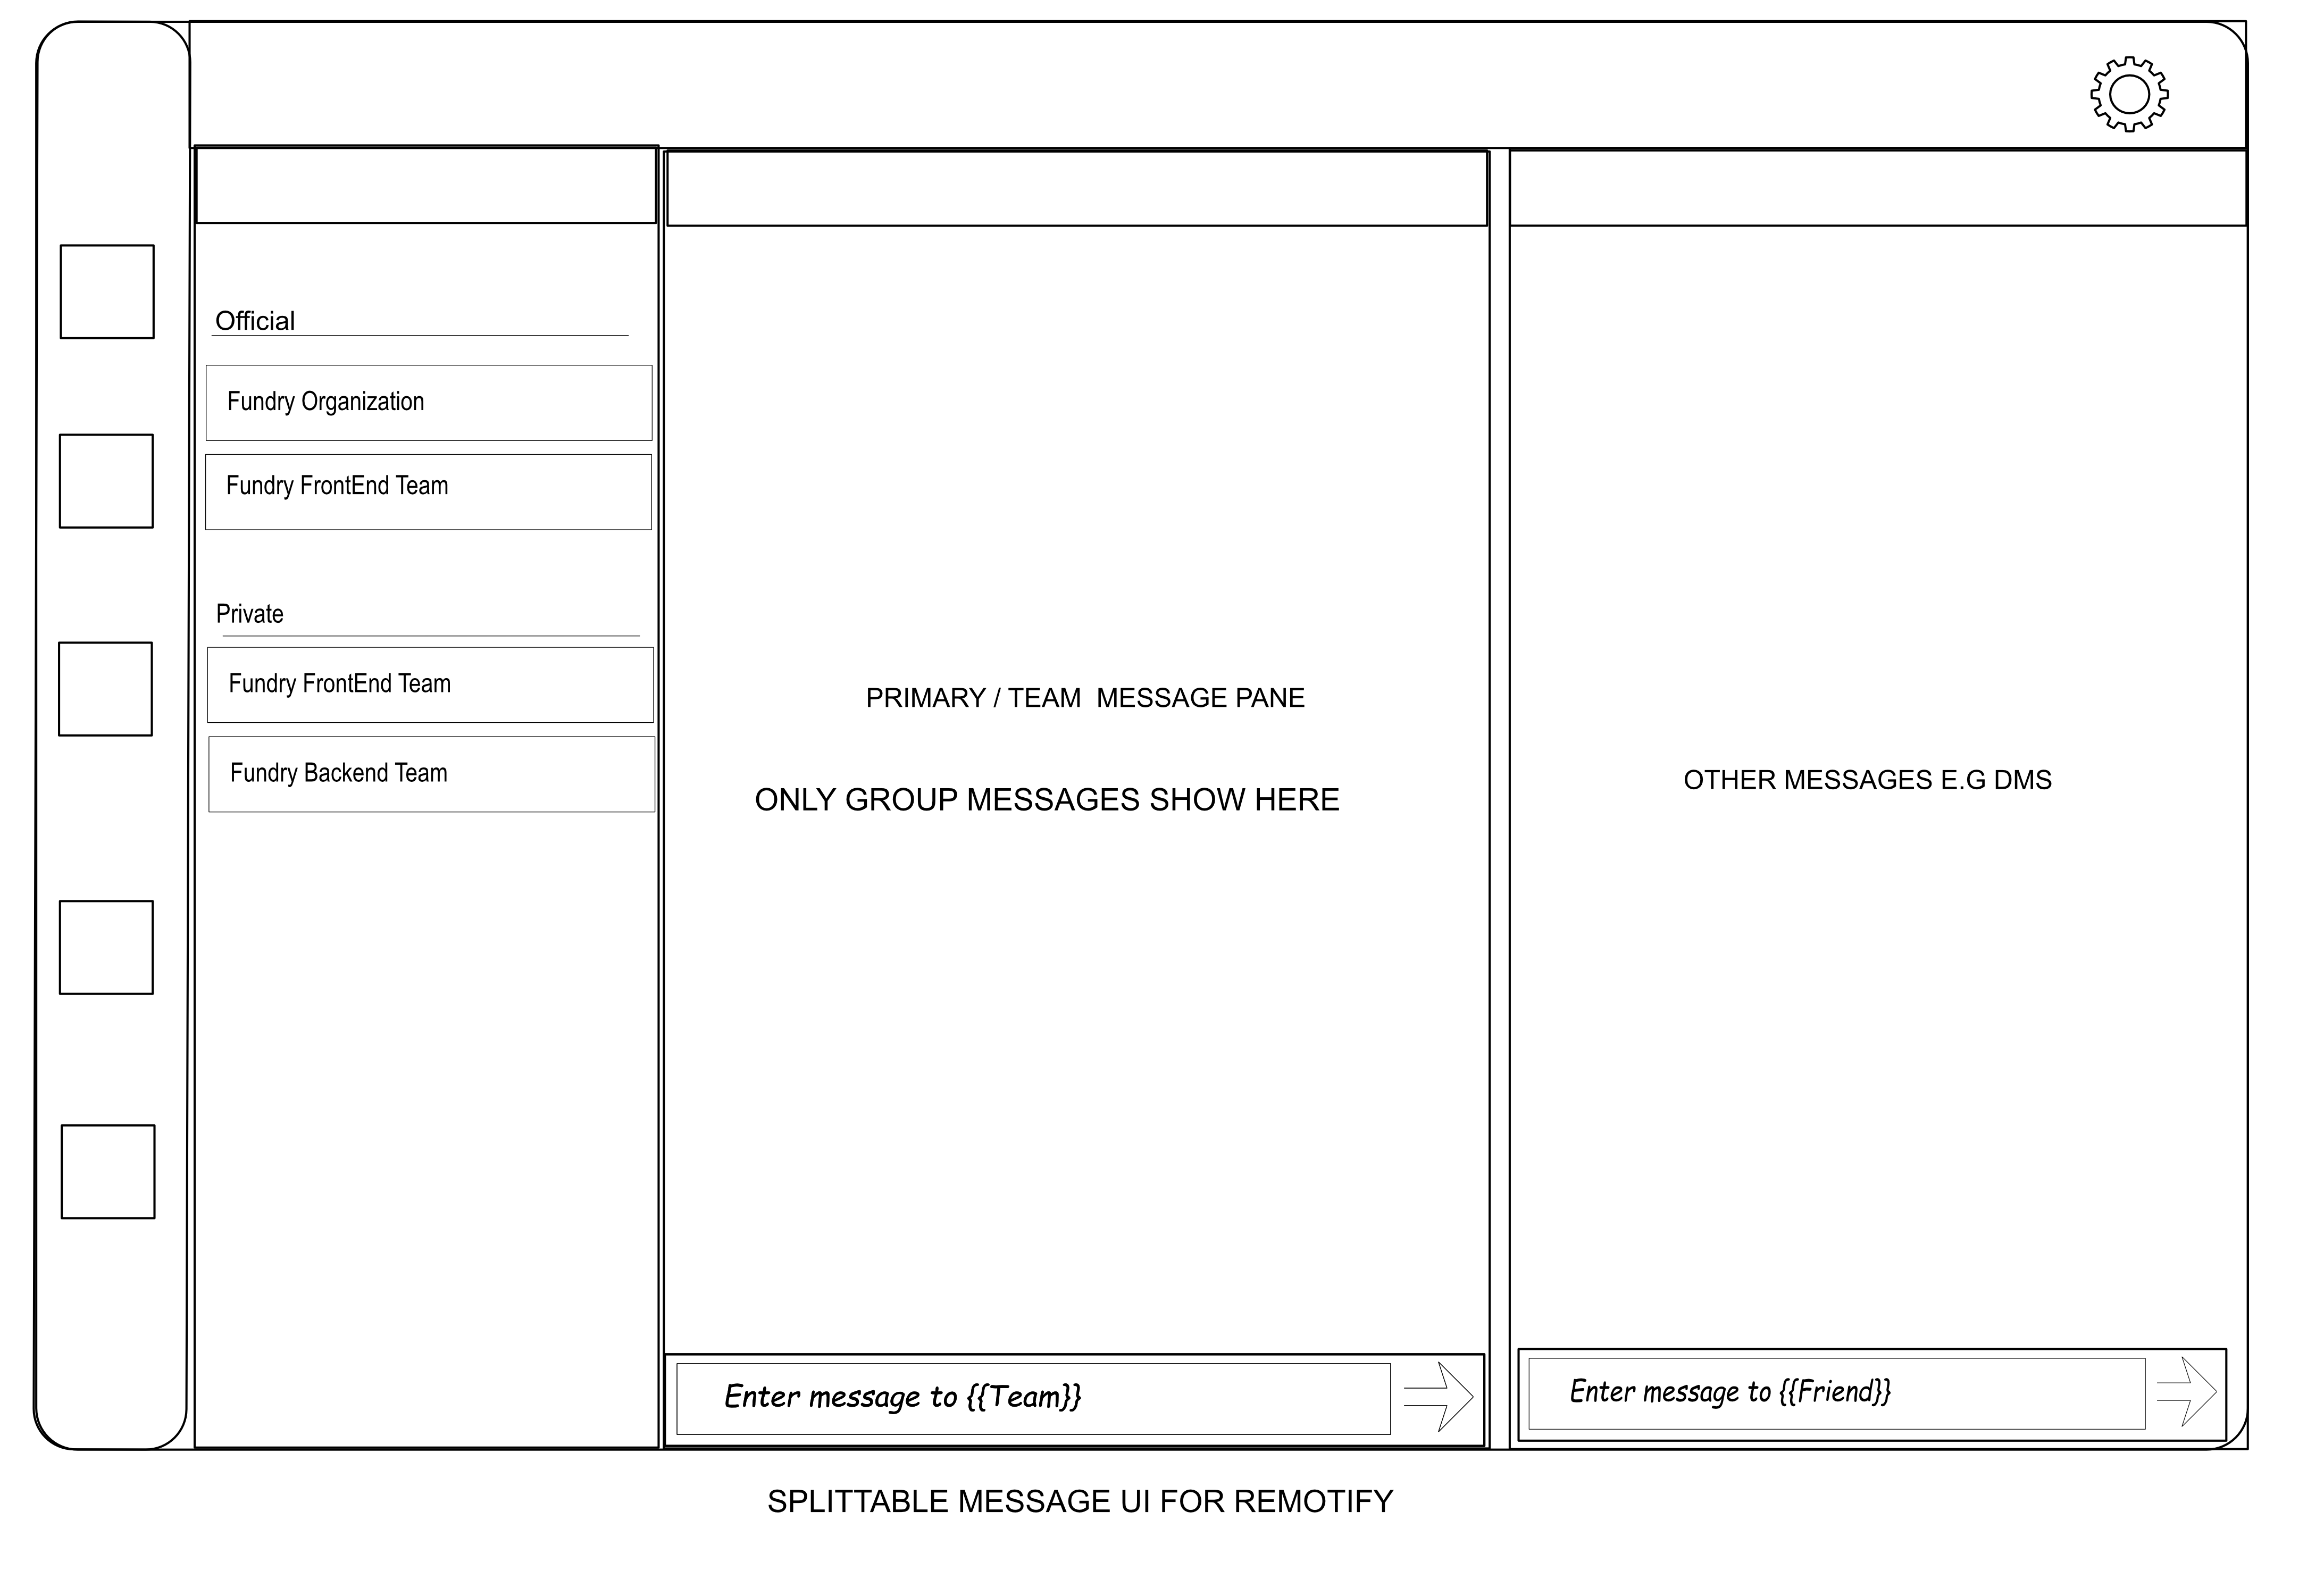 Official
Fundry Organization
Fundry FrontEnd Team
Private
Fundry FrontEnd Team
Fundry Backend Team
PRIMARY / TEAM  MESSAGE PANE
ONLY GROUP MESSAGES SHOW HERE
Enter message to {{Team}}
OTHER MESSAGES E.G DMS
Enter message to {{Friend}}
SPLITTABLE MESSAGE UI FOR REMOTIFY